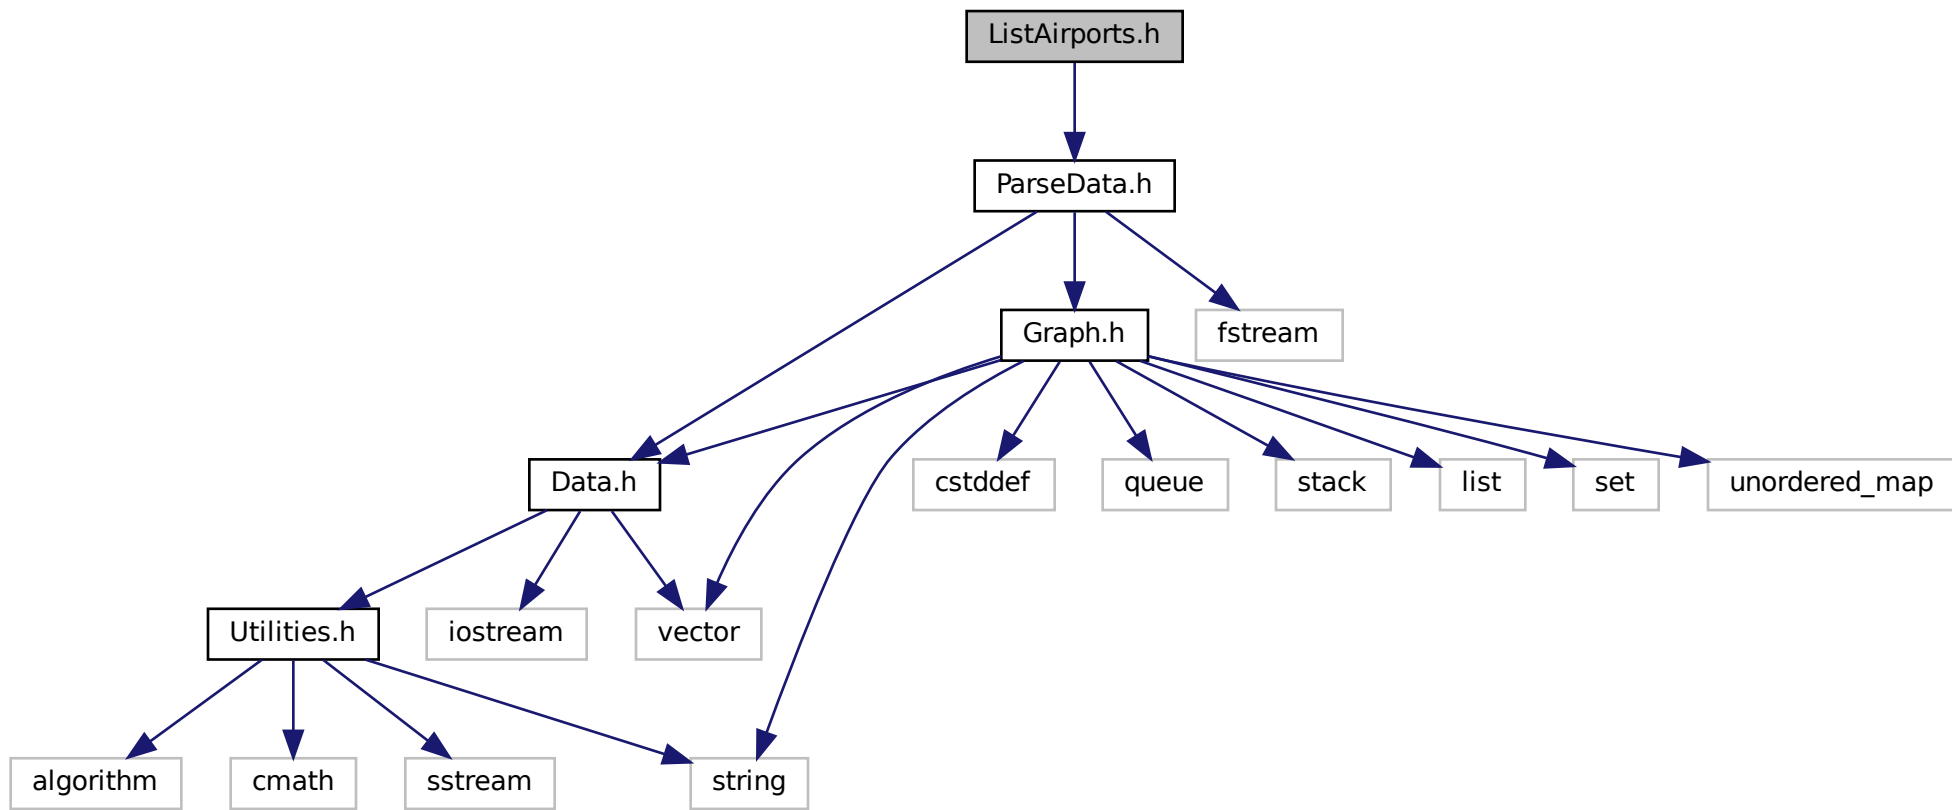 ListAirports.h
ParseData.h
Graph.h
fstream
Data.h
cstddef
queue
stack
list
set
unordered_map
Utilities.h
iostream
vector
algorithm
cmath
sstream
string